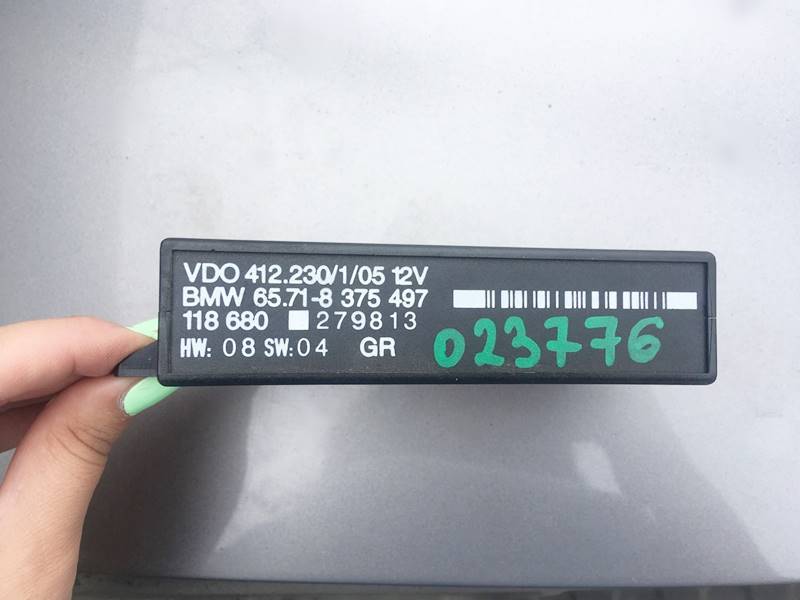 VDO 412.230/1/05 12V
BMW 65.71-8 375 497
118 680 279813
HW: 08 SW: 04 GR
023776